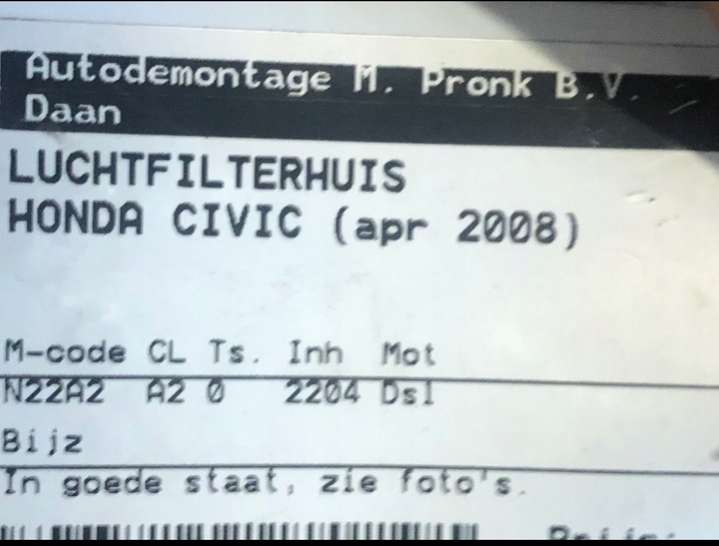 Autodemontage M. Pronk B.V.
Daan
LUCHTFILTERHUIS
HONDA CIVIC (apr 2008)
M-code CL Ts. Inh Mot
N22A2 A2 0 2204 Dsl
Bijz
In goede staat, zie foto's.